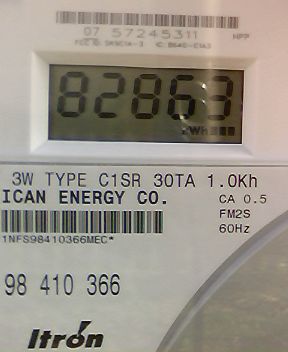 07 57245311 MPP
82863
3W TYPE C1SR 30TA 1.0Kh
ICAN ENERGY CO. CA 0.5
FM2S
60Hz
1NFS98410366MEC*
98 410 366
Itron